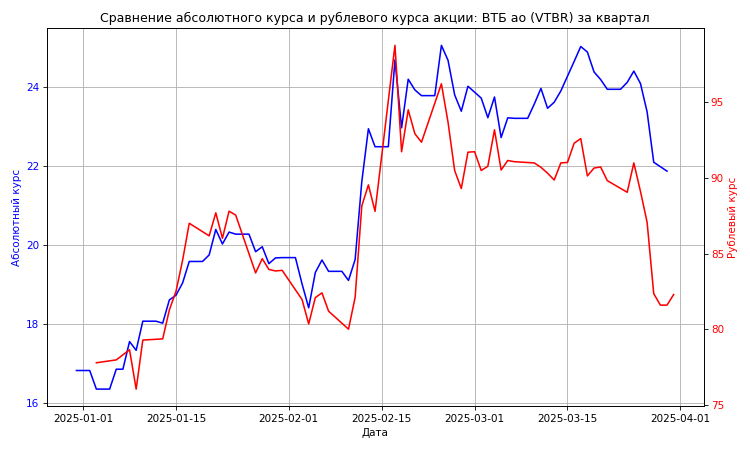 Сравнение абсолютного курса и рублевого курса акции: ВТБ ао (VTBR) за квартал
Абсолютный курс
24
22
20
18
16
95
90
85
80
75
Рублевый курс
2025-01-01 2025-01-15 2025-02-01 2025-02-15 2025-03-01 2025-03-15 2025-04-01
Дата